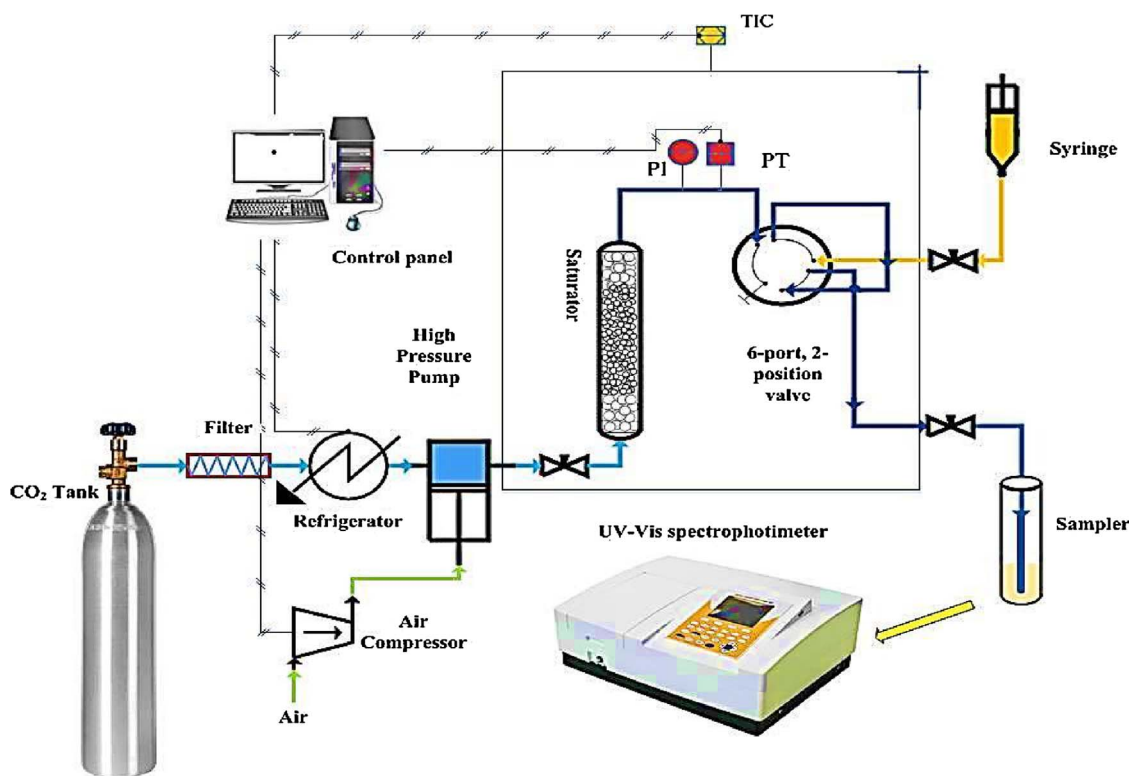 TIC
Syringe
PI
PT
Control panel
Saturator
High
Pressure
Pump
6-port, 2-
position
valve
Filter
CO₂ Tank
Refrigerator
UV-Vis spectrophotimeter
Sampler
Air
Compressor
Air